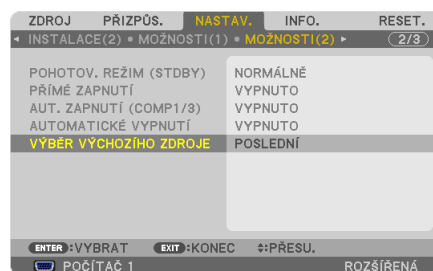 ZDROJ PŘIZPŮS. NASTAV. INFO. RESET.
◂ INSTALACE(2) • MOŽNOSTI(1) • MOŽNOSTI(2) ▸ 2/3
POHOTOV. REŽIM (STDBY) NORMÁLNĚ
PŘÍMÉ ZAPNUTÍ VYPNUTO
AUT. ZAPNUTÍ (COMP1/3) VYPNUTO
AUTOMATICKÉ VYPNUTÍ VYPNUTO
VÝBĚR VÝCHOZÍHO ZDROJE POSLEDNÍ
ENTER:VYBRAT EXIT:KONEC ⬍:PŘESU.
POČÍTAČ 1 ROZŠÍŘENÁ